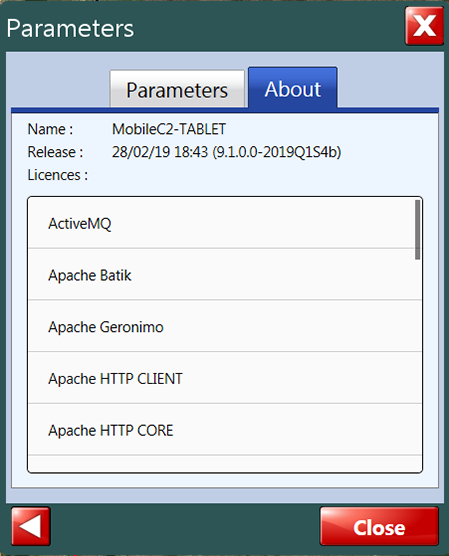 Parameters
X
Parameters About
Name : MobileC2-TABLET
Release : 28/02/19 18:43 (9.1.0.0-2019Q1S4b)
Licences :
ActiveMQ
Apache Batik
Apache Geronimo
Apache HTTP CLIENT
Apache HTTP CORE
Close